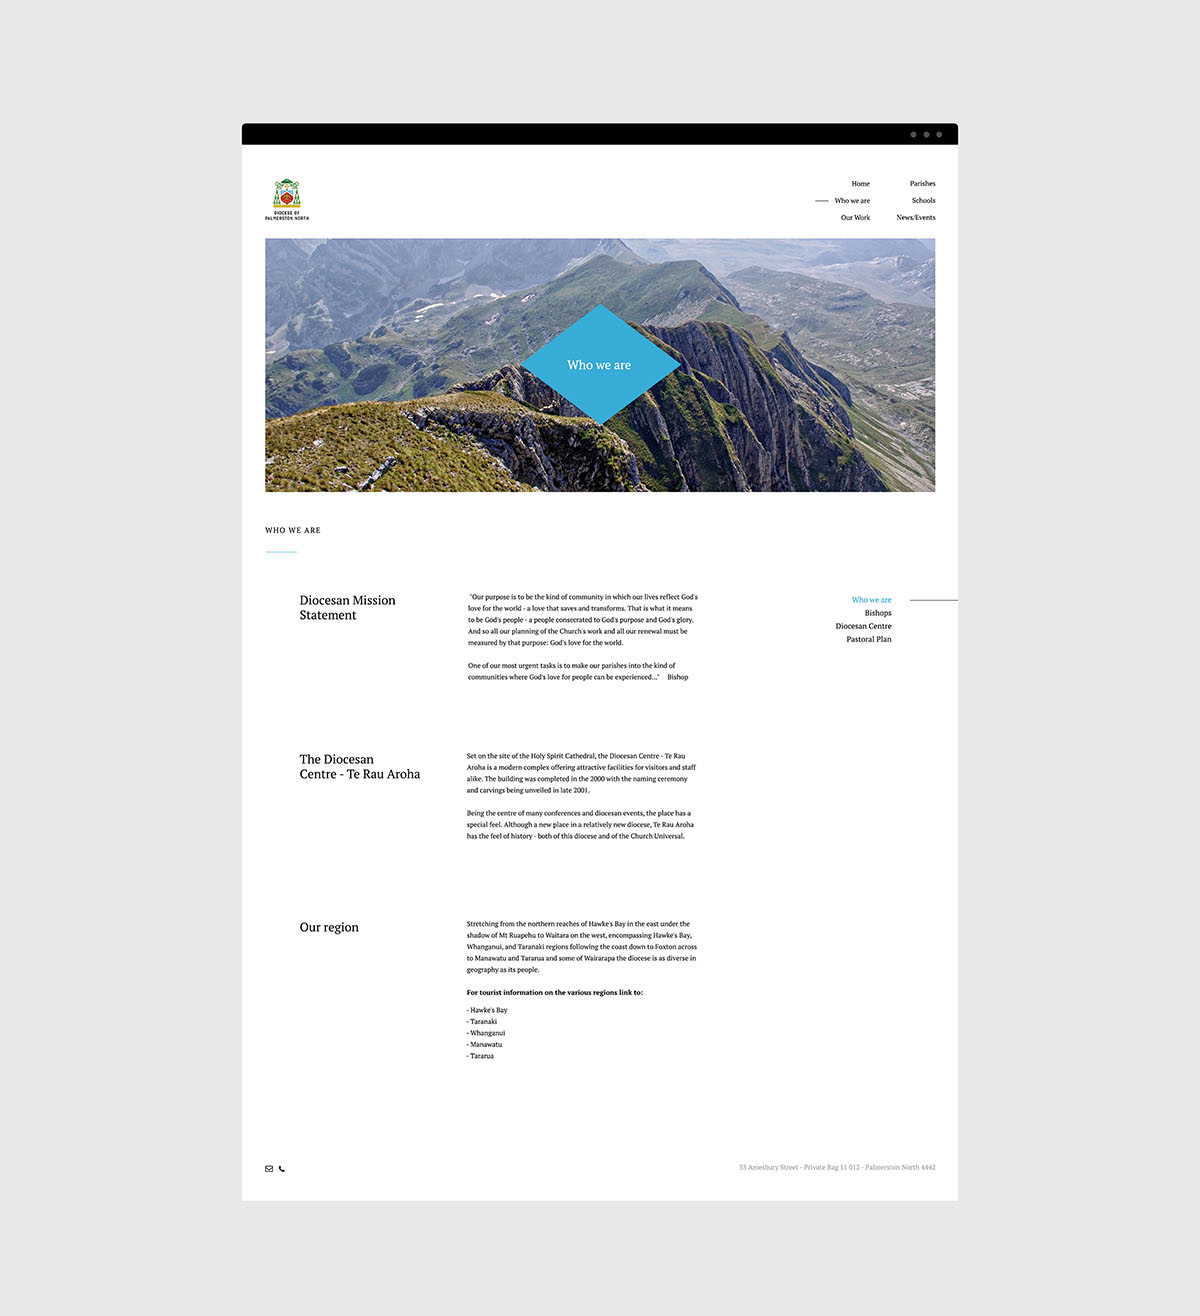 DIOCESE OF
PALMERSTON NORTH
Home
Who we are
Our Work
Parishes
Schools
News/Events
Who we are
WHO WE ARE
Diocesan Mission
Statement
"Our purpose is to be the kind of community in which our lives reflect God's
love for the world - a love that saves and transforms. That is what it means
to be God's people - a people consecrated to God's purpose and God's glory.
And so all our planning of the Church's work and all our renewal must be
measured by that purpose: God's love for the world.
One of our most urgent tasks is to make our parishes into the kind of
communities where God's love for people can be experienced..." Bishop
Who we are
Bishops
Diocesan Centre
Pastoral Plan
The Diocesan
Centre - Te Rau Aroha
Set on the site of the Holy Spirit Cathedral, the Diocesan Centre - Te Rau
Aroha is a modern complex offering attractive facilities for visitors and staff
alike. The building was completed in the 2000 with the naming ceremony
and carvings being unveiled in late 2001.
Being the centre of many conferences and diocesan events, the place has a
special feel. Although a new place in a relatively new diocese, Te Rau Aroha
has the feel of history - both of this diocese and of the Church Universal.
Our region
Stretching from the northern reaches of Hawke's Bay in the east under the
shadow of Mt Ruapehu to Waitara on the west, encompassing Hawke's Bay,
Whanganui, and Taranaki regions following the coast down to Foxton across
to Manawatu and Tararua and some of Wairarapa the diocese is as diverse in
geography as its people.
For tourist information on the various regions link to:
- Hawke's Bay
- Taranaki
- Whanganui
- Manawatu
- Tararua
33 Amesbury Street - Private Bag 11 012 - Palmerston North 4442